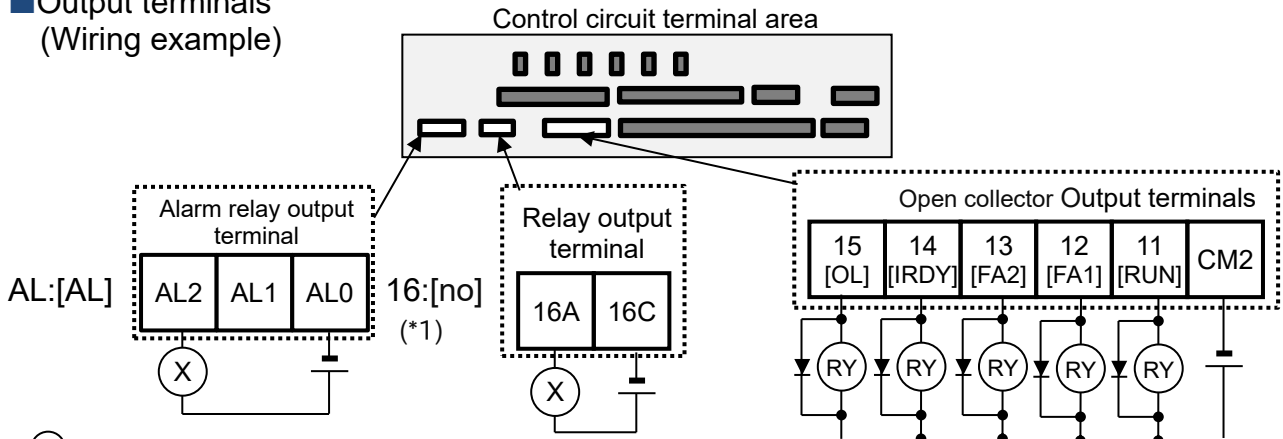 ■Output terminals
(Wiring example)
Control circuit terminal area
Alarm relay output
terminal
AL:[AL]
AL2 AL1 AL0
Relay output
terminal
16:[no]
(*1)
16A 16C
Open collector Output terminals
15 14 13 12 11 CM2
[OL] [IRDY] [FA2] [FA1] [RUN]
X
X
RY RY RY RY RY